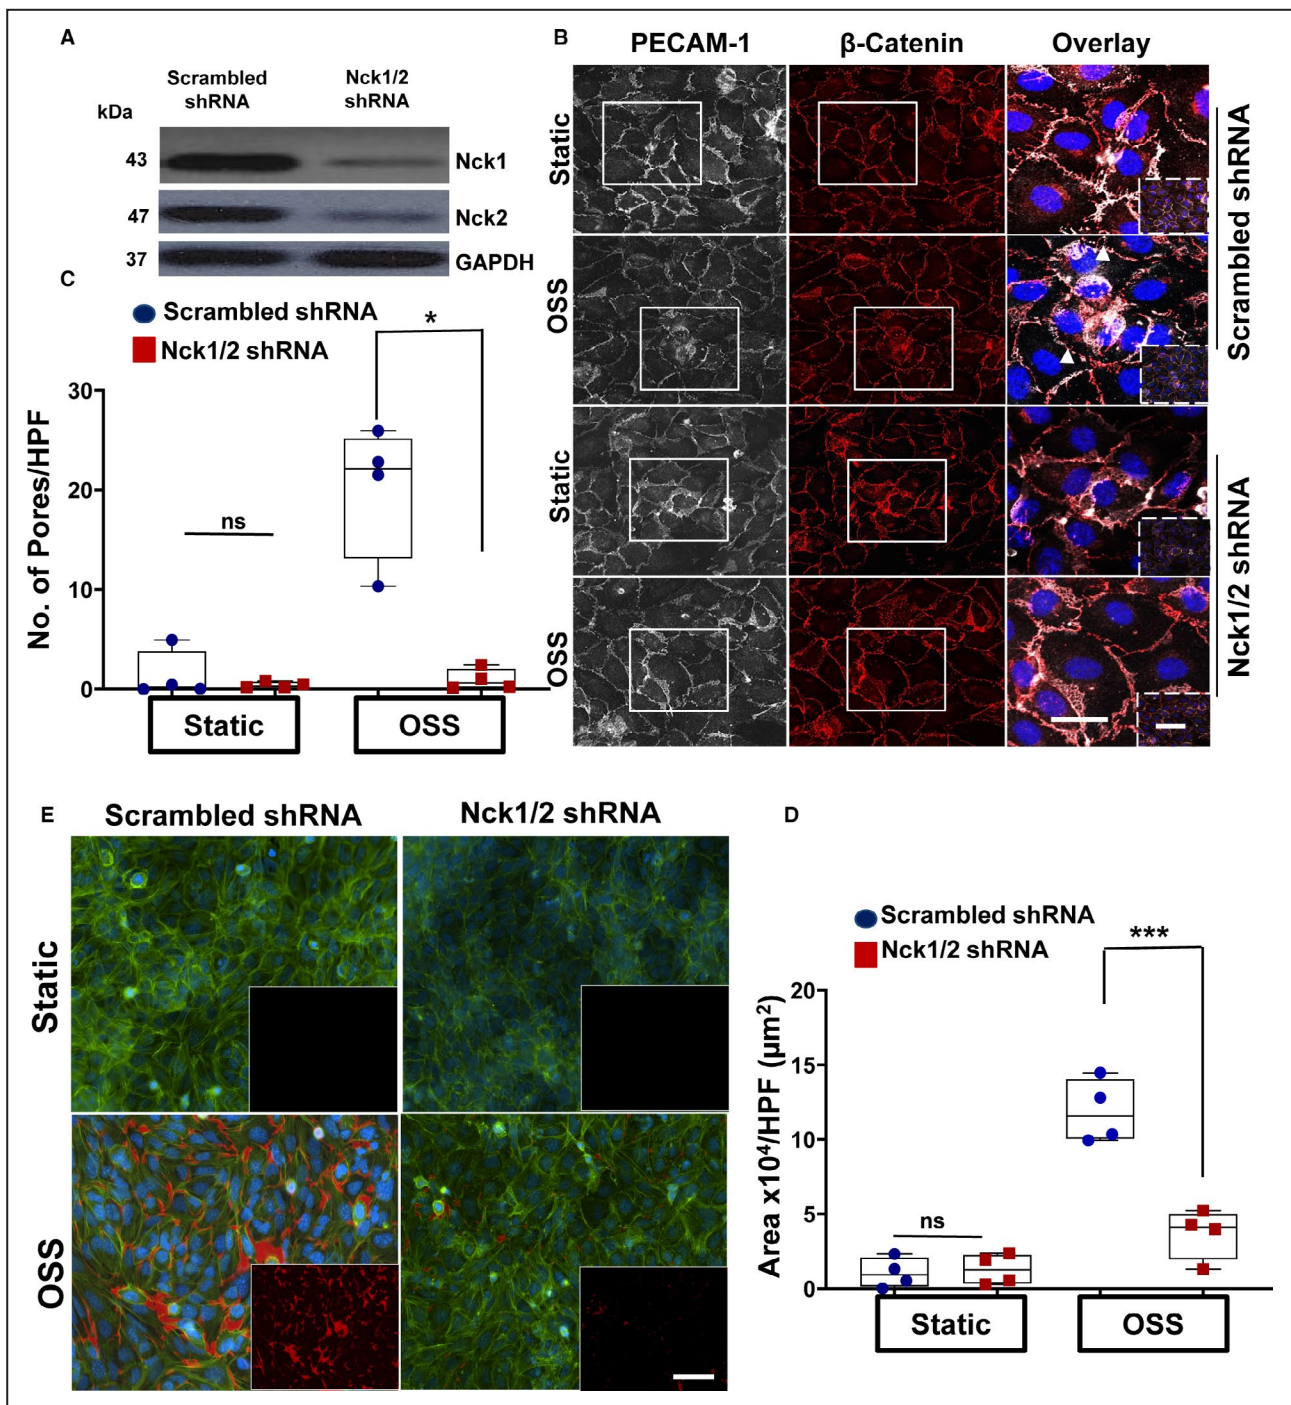 A
Scrambled
shRNA
Nck1/2
shRNA
kDa
43
Nck1
47
Nck2
37
GAPDH
B
PECAM-1
β-Catenin
Overlay
Static
OSS
Static
OSS
Scrambled shRNA
Nck1/2 shRNA
C
Scrambled shRNA
Nck1/2 shRNA
*
ns
No. of Pores/HPF
30
20
10
0
Static
OSS
E
Scrambled shRNA
Nck1/2 shRNA
Static
OSS
D
Scrambled shRNA
Nck1/2 shRNA
***
ns
Area x10⁴/HPF (µm²)
20
15
10
5
0
Static
OSS